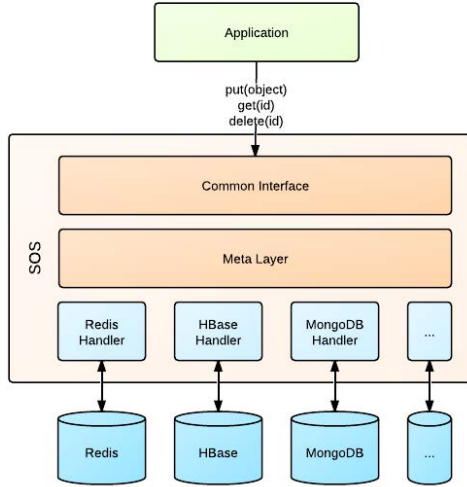 Application
put(object)
get(id)
delete(id)
SOS
Common Interface
Meta Layer
Redis
Handler
HBase
Handler
MongoDB
Handler
...
Redis
HBase
MongoDB
...